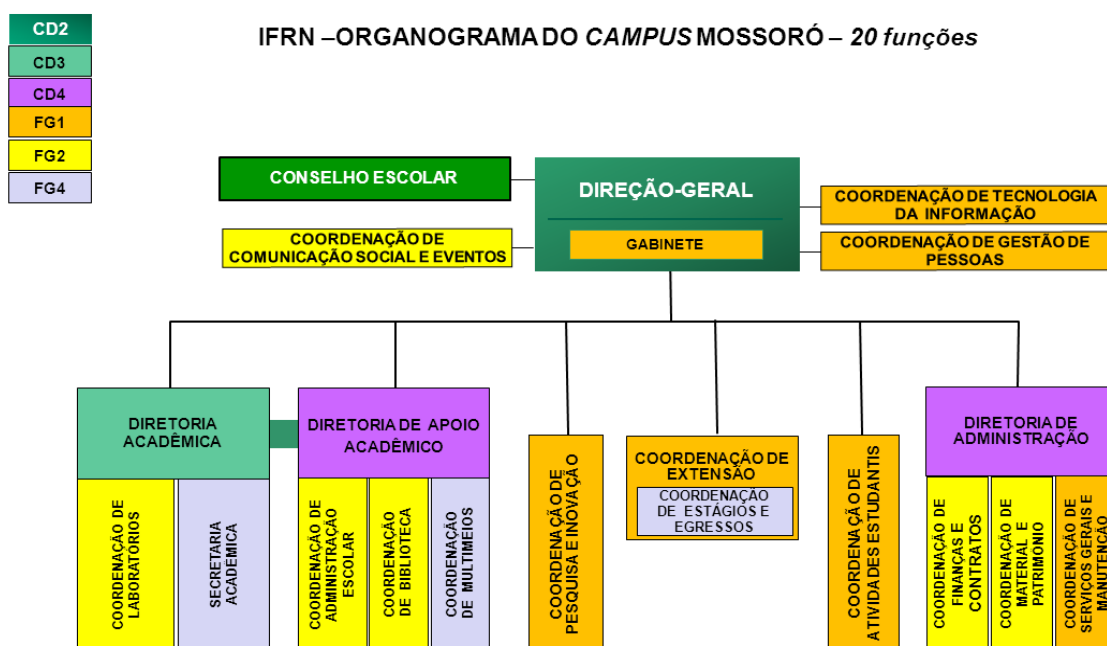 CD2
CD3
CD4
FG1
FG2
FG4
IFRN –ORGANOGRAMA DO CAMPUS MOSSORÓ – 20 funções
CONSELHO ESCOLAR
DIREÇÃO-GERAL
GABINETE
COORDENAÇÃO DE TECNOLOGIA
DA INFORMAÇÃO
COORDENAÇÃO DE
COMUNICAÇÃO SOCIAL E EVENTOS
COORDENAÇÃO DE GESTÃO DE
PESSOAS
DIRETORIA
ACADÊMICA
COORDENAÇÃO DE
LABORATÓRIOS
SECRETARIA
ACADEMICA
DIRETORIA DE APOIO
ACADÊMICO
COORDENAÇÃO DE
ADMINISTRAÇÃO
ESCOLAR
COORDENAÇÃO
DE BIBLIOTECA
COORDENAÇÃO
DE MULTIMEIOS
COORDENAÇÃO DE
PESQUISA E INOVAÇÃO
COORDENAÇÃO DE
EXTENSÃO
COORDENAÇÃO
DE ESTÁGIOS E
EGRESSOS
COORDENAÇÃO DE
ATIVIDADES ESTUDANTIS
DIRETORIA DE
ADMINISTRAÇÃO
COORDENAÇÃO DE
FINANÇAS E
CONTRATOS
COORDENAÇÃO DE
MATERIAL E
PATRIMONIO
COORDENAÇÃO DE
SERVIÇOS GERAIS E
MANUTENCÃO